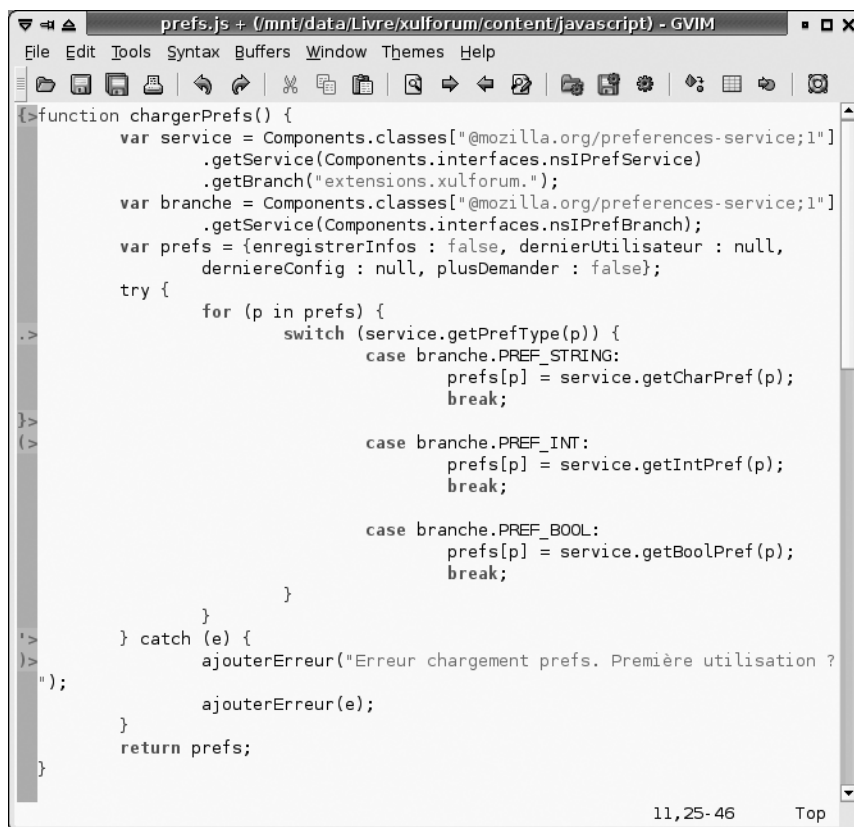 prefs.js + (/mnt/data/Livre/xulforum/content/javascript) - GVIM
File Edit Tools Syntax Buffers Window Themes Help
{>function chargerPrefs() {
var service = Components.classes["@mozilla.org/preferences-service;1"]
.getService(Components.interfaces.nsIPrefService)
.getBranch("extensions.xulforum.");
var branche = Components.classes["@mozilla.org/preferences-service;1"]
.getService(Components.interfaces.nsIPrefBranch);
var prefs = {enregistrerInfos : false, dernierUtilisateur : null,
derniereConfig : null, plusDemander : false};
try {
for (p in prefs) {
.> switch (service.getPrefType(p)) {
case branche.PREF_STRING:
prefs[p] = service.getCharPref(p);
break;
}>
(> case branche.PREF_INT:
prefs[p] = service.getIntPref(p);
break;
case branche.PREF_BOOL:
prefs[p] = service.getBoolPref(p);
break;
}
}
'> } catch (e) {
)> ajouterErreur("Erreur chargement prefs. Première utilisation ?
");
ajouterErreur(e);
}
return prefs;
}
11,25-46 Top